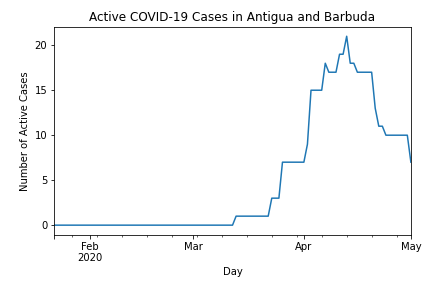 Active COVID-19 Cases in Antigua and Barbuda
Number of Active Cases
20
15
10
5
0
Feb Mar Apr May
2020
Day